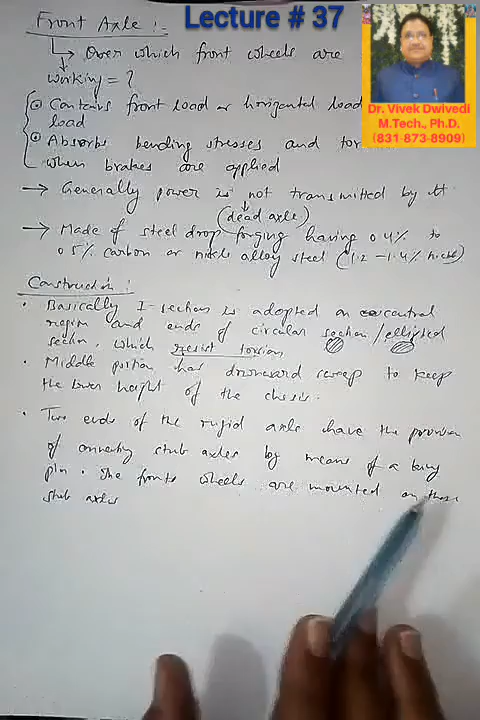 Lecture # 37
Front Axle :-
Over which front wheels are
working = ?
Contains front load or horizontal load
load
Absorbs bending stresses and tor
when brakes are applied
→ Generally power is not transmitted by it
(dead axle)
→ Made of steel drop forging having 0.4% to
0.5% carbon or nickle alloy steel (1.2 - 1.4% nickel)
Construction :
• Basically I-section is adopted on central
region and ends of circular section/elliptical
section, which resist torsion
• Middle portion has downward sweep to keep
the lower height of the chassis.
• Two ends of the rigid axle have the provision
of connecting stub axles by means of a king
pin. The fronts wheels are mounted on these
stub axles
Dr. Vivek Dwivedi
M.Tech., Ph.D.
(831-873-8909)